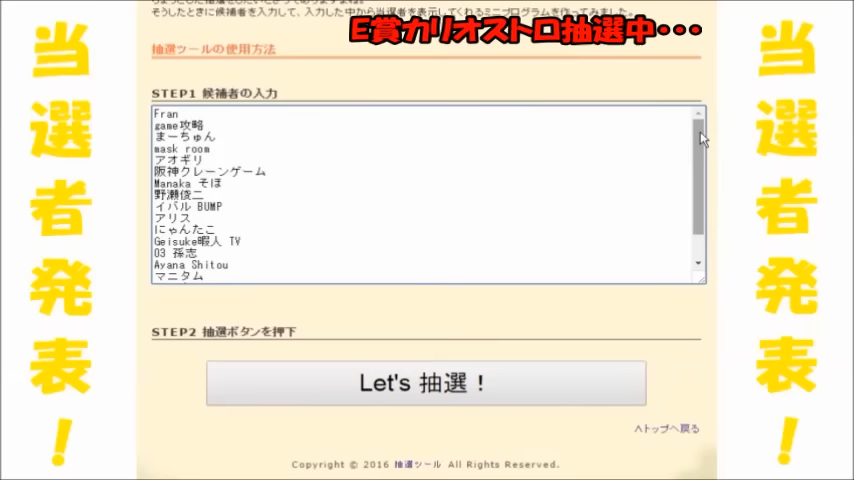 そうしたときに候補者を入力して、入力した中から当選者を表示してくれるミニプログラムを作ってみました。
E賞カリオストロ抽選中・・・
抽選ツールの使用方法
STEP1 候補者の入力
Fran
game攻略
まーちゅん
mask room
アオギリ
阪神クレーンゲーム
Manaka そほ
野瀬俊二
イバル BUMP
アリス
にゃんたこ
Geisuke暇人 TV
03 孫志
Ayana Shitou
マニタム
STEP2 抽選ボタンを押下
Let's 抽選！
^トップへ戻る
Copyright © 2016 抽選ツール All Rights Reserved.
当選者発表！
当選者発表！